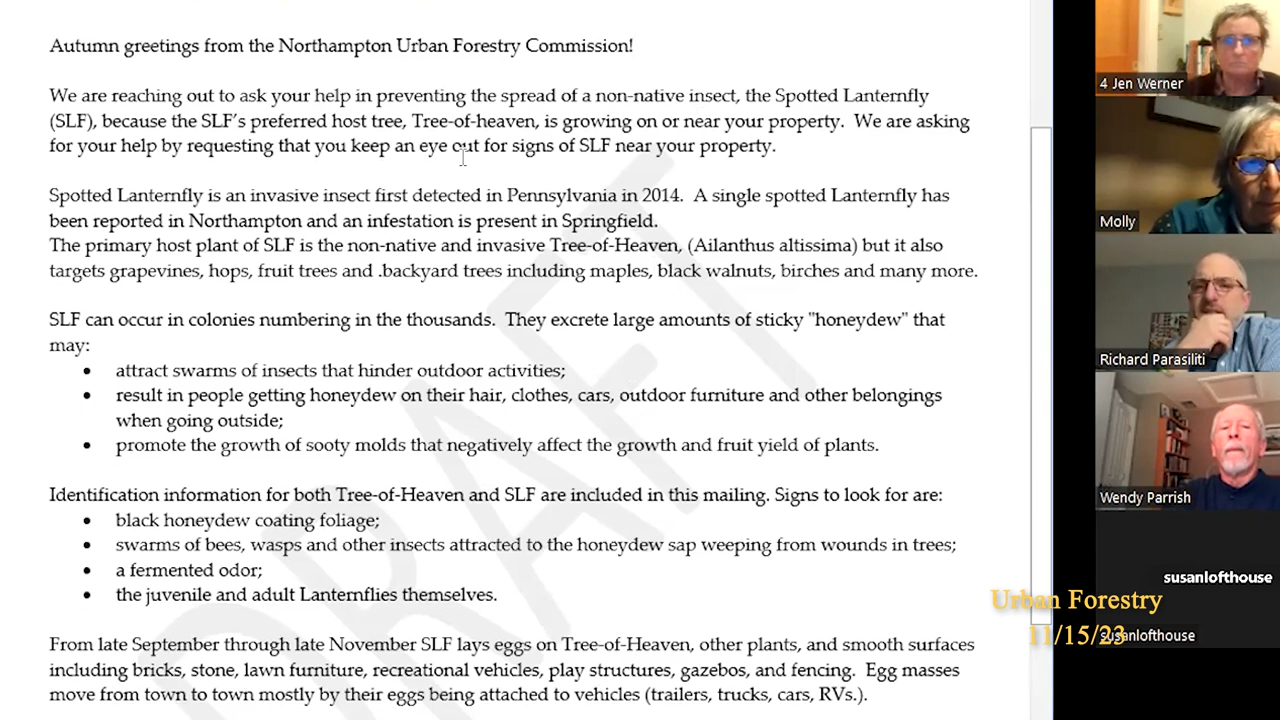 Autumn greetings from the Northampton Urban Forestry Commission!
We are reaching out to ask your help in preventing the spread of a non-native insect, the Spotted Lanternfly
(SLF), because the SLF's preferred host tree, Tree-of-heaven, is growing on or near your property.  We are asking
for your help by requesting that you keep an eye out for signs of SLF near your property.
Spotted Lanternfly is an invasive insect first detected in Pennsylvania in 2014.  A single spotted Lanternfly has
been reported in Northampton and an infestation is present in Springfield.
The primary host plant of SLF is the non-native and invasive Tree-of-Heaven, (Ailanthus altissima) but it also
targets grapevines, hops, fruit trees and .backyard trees including maples, black walnuts, birches and many more.
SLF can occur in colonies numbering in the thousands.  They excrete large amounts of sticky "honeydew" that
may:
• attract swarms of insects that hinder outdoor activities;
• result in people getting honeydew on their hair, clothes, cars, outdoor furniture and other belongings
when going outside;
• promote the growth of sooty molds that negatively affect the growth and fruit yield of plants.
Identification information for both Tree-of-Heaven and SLF are included in this mailing. Signs to look for are:
• black honeydew coating foliage;
• swarms of bees, wasps and other insects attracted to the honeydew sap weeping from wounds in trees;
• a fermented odor;
• the juvenile and adult Lanternflies themselves.
From late September through late November SLF lays eggs on Tree-of-Heaven, other plants, and smooth surfaces
including bricks, stone, lawn furniture, recreational vehicles, play structures, gazebos, and fencing.  Egg masses
move from town to town mostly by their eggs being attached to vehicles (trailers, trucks, cars, RVs.).
DRAFT
4 Jen Werner
Molly
Richard Parasiliti
Wendy Parrish
susanlofthouse
Urban Forestry
11/15/23
susanlofthouse